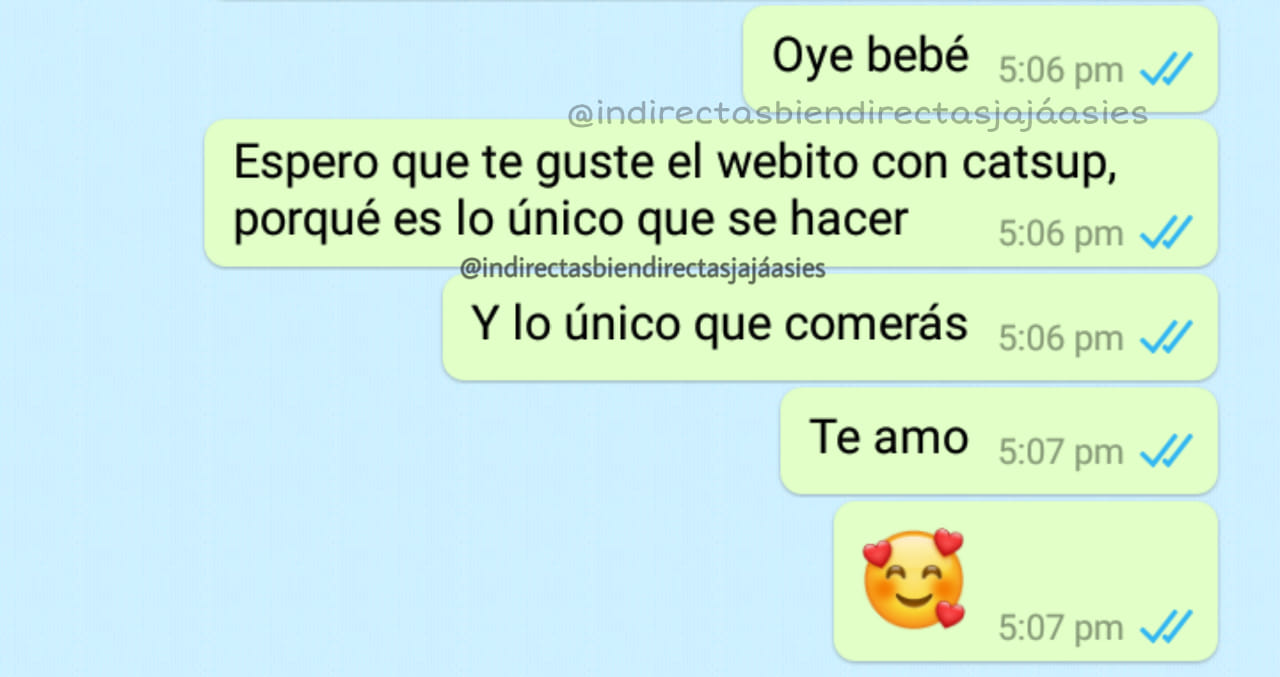 Oye bebé 5:06 pm
@indirectasbiendirectasjajáasies
Espero que te guste el webito con catsup,
porqué es lo único que se hacer 5:06 pm
@indirectasbiendirectasjajáasies
Y lo único que comerás 5:06 pm
Te amo 5:07 pm
🥰 5:07 pm